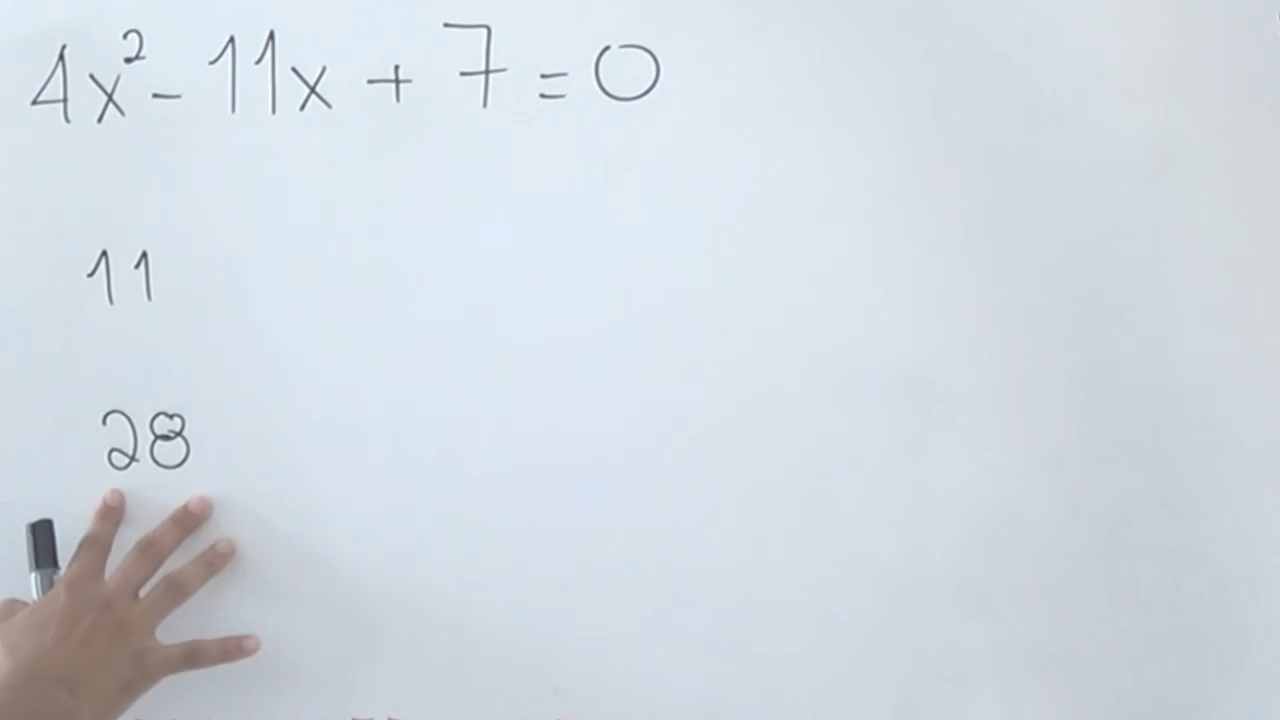 4x² - 11x + 7 = 0
11
28